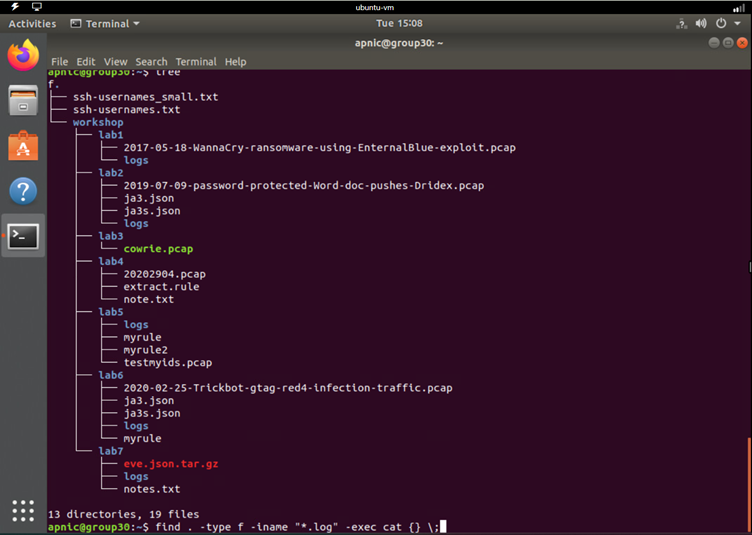 ubuntu-vm
Activities Terminal Tue 15:08
apnic@group30: ~
File Edit View Search Terminal Help
apnic@group30:~$ tree
f.
├── ssh-usernames_small.txt
├── ssh-usernames.txt
└── workshop
    ├── lab1
    │   ├── 2017-05-18-WannaCry-ransomware-using-EnternalBlue-exploit.pcap
    │   └── logs
    ├── lab2
    │   ├── 2019-07-09-password-protected-Word-doc-pushes-Dridex.pcap
    │   ├── ja3.json
    │   ├── ja3s.json
    │   └── logs
    ├── lab3
    │   └── cowrie.pcap
    ├── lab4
    │   ├── 20202904.pcap
    │   ├── extract.rule
    │   └── note.txt
    ├── lab5
    │   ├── logs
    │   ├── myrule
    │   ├── myrule2
    │   └── testmyids.pcap
    ├── lab6
    │   ├── 2020-02-25-Trickbot-gtag-red4-infection-traffic.pcap
    │   ├── ja3.json
    │   ├── ja3s.json
    │   ├── logs
    │   └── myrule
    └── lab7
        ├── eve.json.tar.gz
        ├── logs
        └── notes.txt
13 directories, 19 files
apnic@group30:~$ find . -type f -iname "*.log" -exec cat {} \;